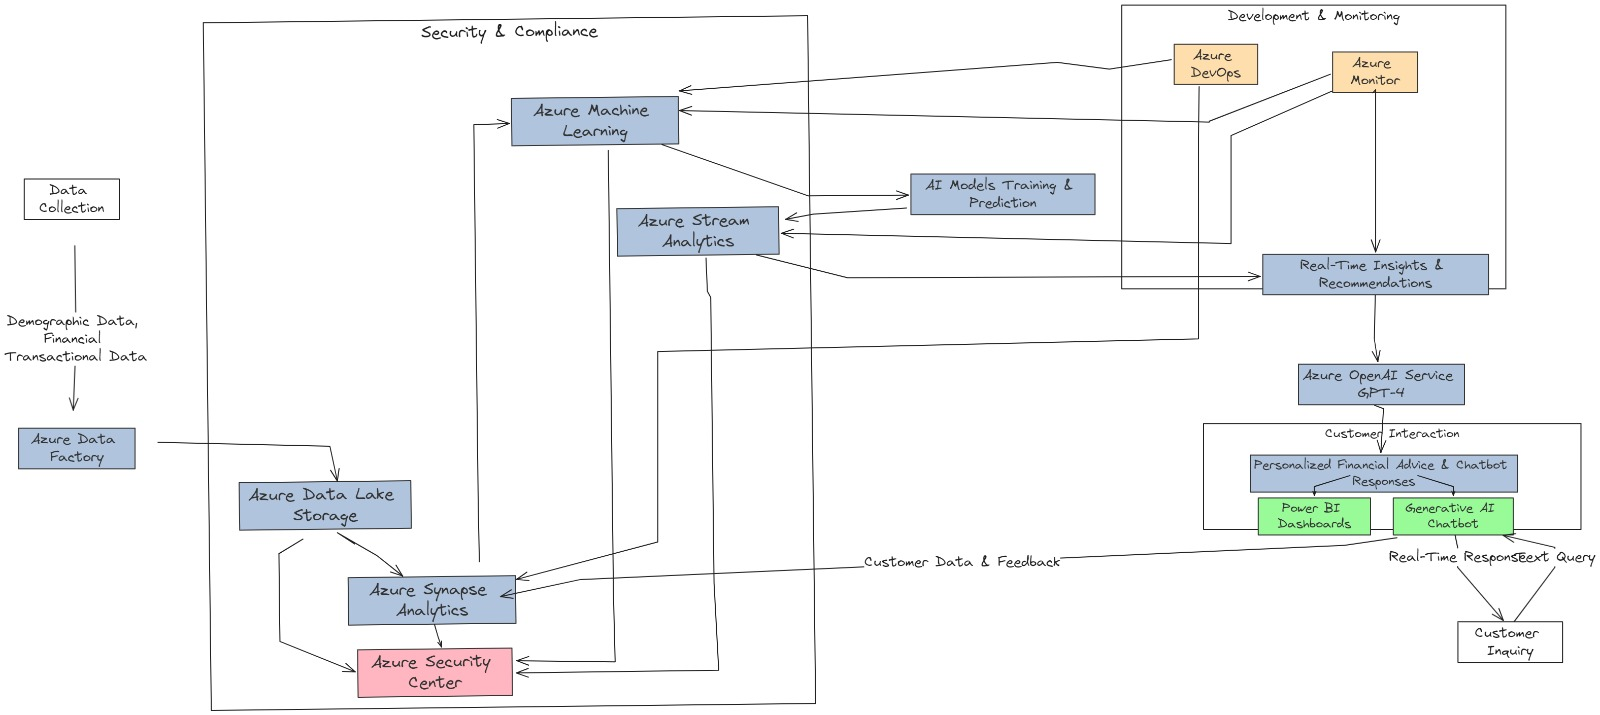 Security & Compliance
Development & Monitoring
Azure
DevOps
Azure
Monitor
Azure Machine
Learning
Data
Collection
AI Models Training &
Prediction
Azure Stream
Analytics
Real-Time Insights &
Recommendations
Demographic Data,
Financial
Transactional Data
Azure OpenAI Service
GPT-4
Azure Data
Factory
Customer Interaction
Personalized Financial Advice & Chatbot
Responses
Azure Data Lake
Storage
Power BI
Dashboards
Generative AI
Chatbot
Customer Data & Feedback
Real-Time Response
Text Query
Azure Synapse
Analytics
Customer
Inquiry
Azure Security
Center